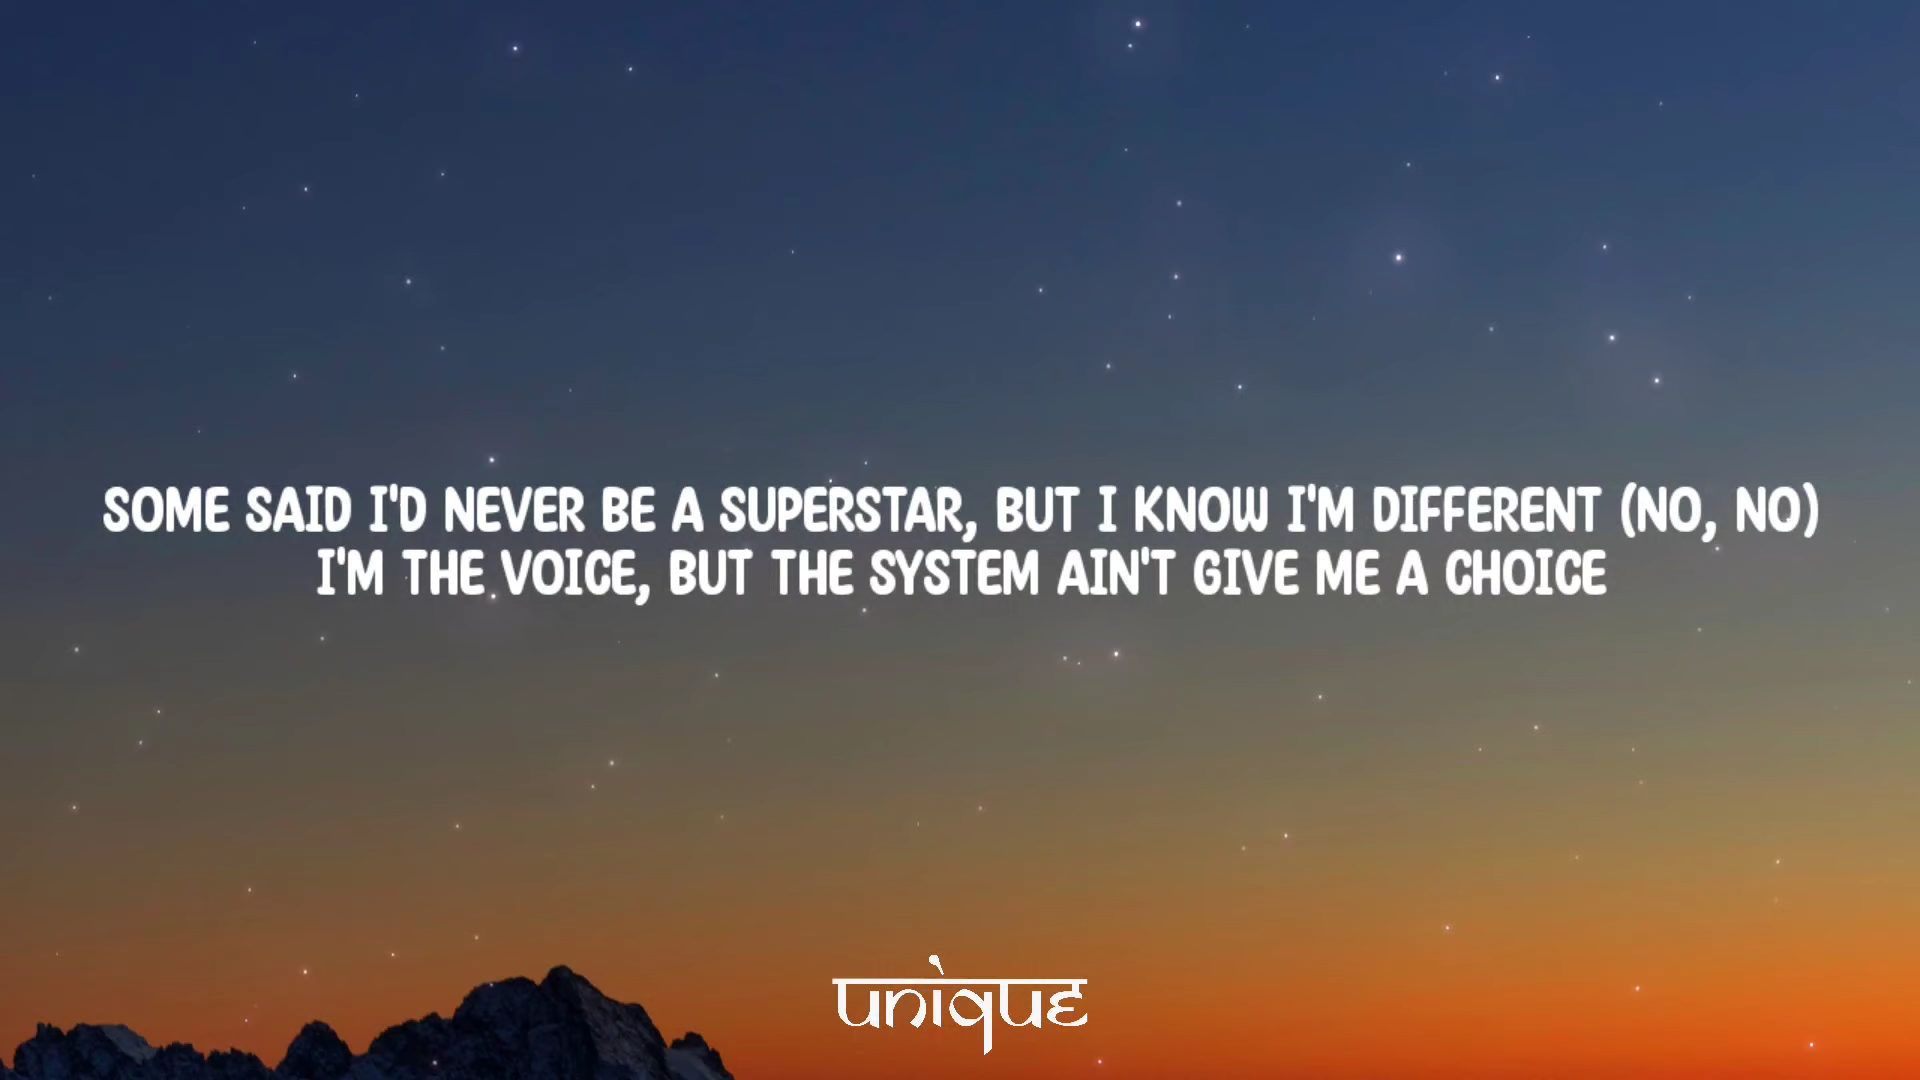 SOME SAID I'D NEVER BE A SUPERSTAR, BUT I KNOW I'M DIFFERENT (NO, NO)
I'M THE VOICE, BUT THE SYSTEM AIN'T GIVE ME A CHOICE
unique